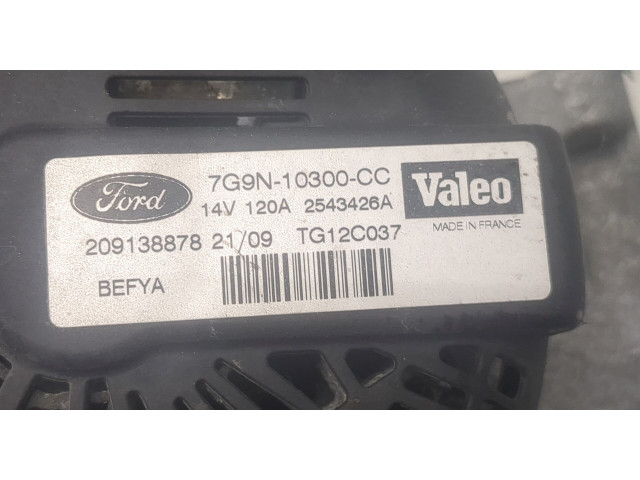 Ford 7G9N-10300-CC Valeo
14V 120A 2543426A MADE IN FRANCE
209138878 21/09 TG12C037
BEFYA